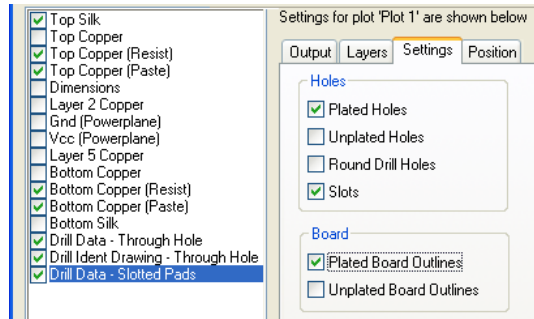 Top Silk
Top Copper
Top Copper (Resist)
Top Copper (Paste)
Dimensions
Layer 2 Copper
Gnd (Powerplane)
Vcc (Powerplane)
Layer 5 Copper
Bottom Copper
Bottom Copper (Resist)
Bottom Copper (Paste)
Bottom Silk
Drill Data - Through Hole
Drill Ident Drawing - Through Hole
Drill Data - Slotted Pads
Settings for plot 'Plot 1' are shown below
Output Layers Settings Position
Holes
Plated Holes
Unplated Holes
Round Drill Holes
Slots
Board
Plated Board Outlines
Unplated Board Outlines